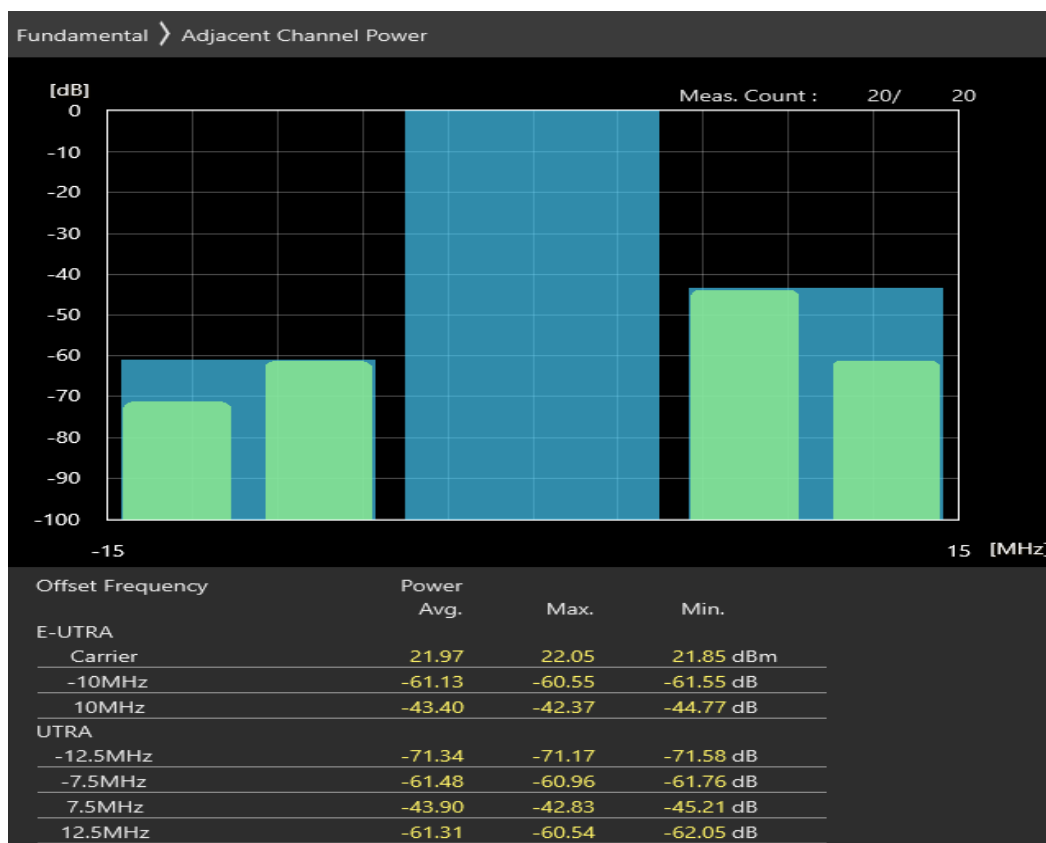 Fundamental 〉 Adjacent Channel Power
[dB]
Meas. Count : 20/ 20
0
-10
-20
-30
-40
-50
-60
-70
-80
-90
-100
-15 15 [MHz]
Offset Frequency Power
Avg. Max. Min.
E-UTRA
Carrier 21.97 22.05 21.85 dBm
-10MHz -61.13 -60.55 -61.55 dB
10MHz -43.40 -42.37 -44.77 dB
UTRA
-12.5MHz -71.34 -71.17 -71.58 dB
-7.5MHz -61.48 -60.96 -61.76 dB
7.5MHz -43.90 -42.83 -45.21 dB
12.5MHz -61.31 -60.54 -62.05 dB